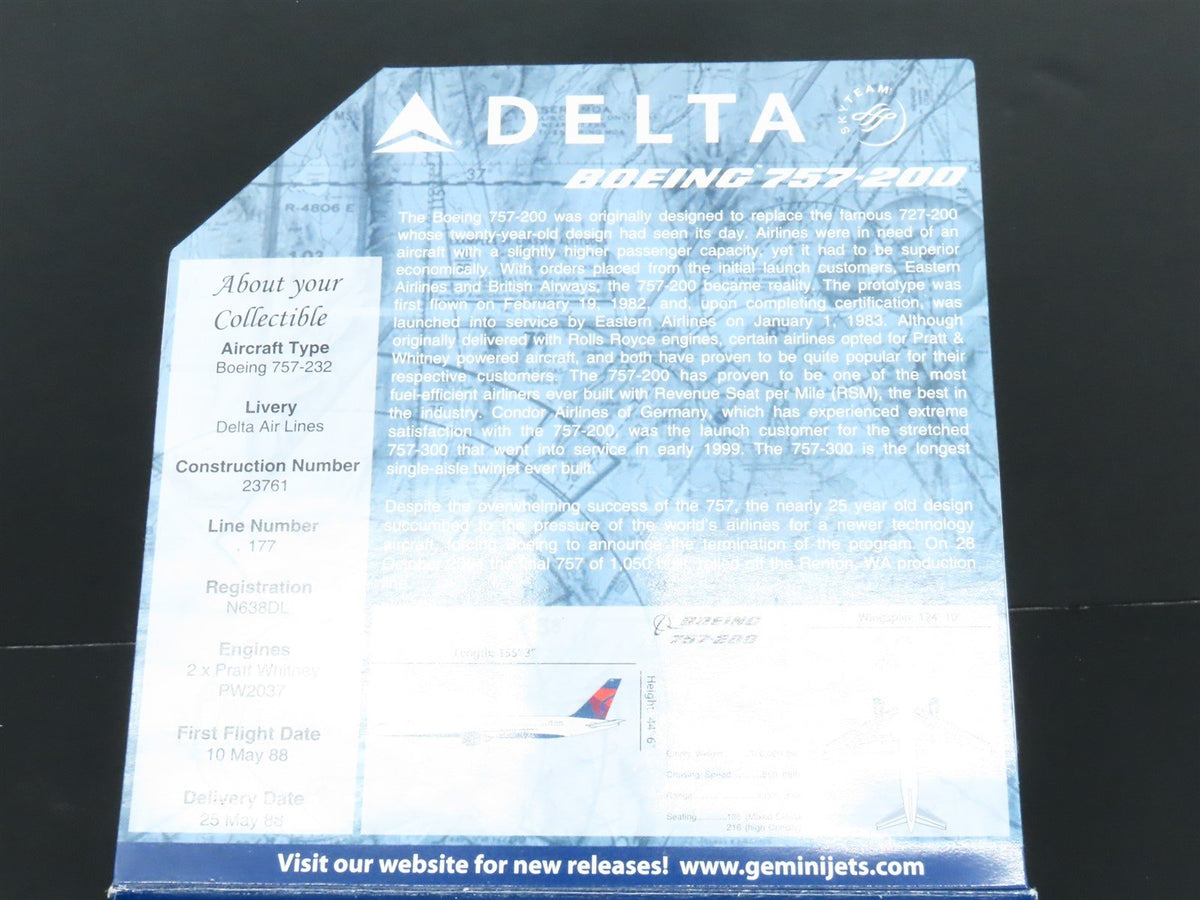 DELTA
SKYTEAM
BOEING 757-200
37°
R-4806 E
The Boeing 757-200 was originally designed to replace the famous 727-200
whose twenty-year-old design had seen its day. Airlines were in need of an
aircraft with a slightly higher passenger capacity, yet it had to be superior
economically. With orders placed from the initial launch customers, Eastern
Airlines and British Airways, the 757-200 became reality. The prototype was
first flown on February 19, 1982, and, upon completing certification, was
launched into service by Eastern Airlines on January 1, 1983. Although
originally delivered with Rolls Royce engines, certain airlines opted for Pratt &
Whitney powered aircraft, and both have proven to be quite popular for their
respective customers. The 757-200 has proven to be one of the most
fuel-efficient airliners ever built with Revenue Seat per Mile (RSM), the best in
the industry. Condor Airlines of Germany, which has experienced extreme
satisfaction with the 757-200, was the launch customer for the stretched
757-300 that went into service in early 1999. The 757-300 is the longest
single-aisle twinjet ever built.
Despite the overwhelming success of the 757, the nearly 25 year old design
succumbed to the pressure of the world's airlines for a newer technology
aircraft, forcing Boeing to announce the termination of the program. On 28
October the final 757 of 1,050 rolled off the Renton, WA production
About your
Collectible
Aircraft Type
Boeing 757-232
Livery
Delta Air Lines
Construction Number
23761
Line Number
177
Registration
N638DL
Engines
2 x Pratt Whitney
PW2037
First Flight Date
10 May 88
Delivery Date
25 May 88
Length: 155' 3"
Height: 44' 6"
BOEING
757-200
Wingspan: 124' 10"
Empty Weight
Cruising Speed
Range
Seating
216 (high
Visit our website for new releases! www.geminijets.com